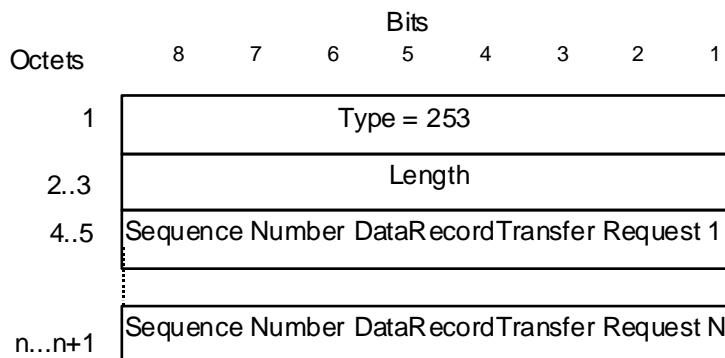 Bits
Octets 8 7 6 5 4 3 2 1
1 Type = 253
2..3 Length
4..5 Sequence Number DataRecordTransfer Request 1
n...n+1 Sequence Number DataRecordTransfer Request N